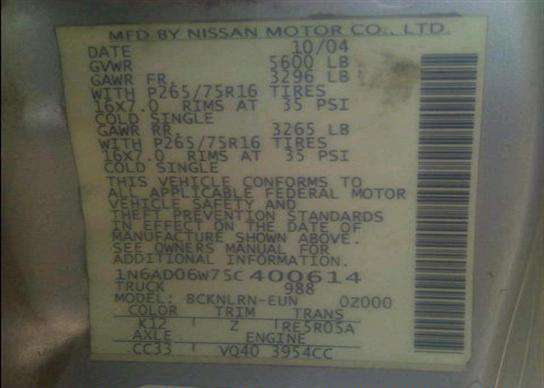 MFD BY NISSAN MOTOR CO., LTD.
DATE 10/04
GVWR 5600 LB
GAWR FR. 3296 LB
WITH P265/75R16 TIRES
16X7.0 RIMS AT 35 PSI
COLD SINGLE
GAWR RR. 3265 LB
WITH P265/75R16 TIRES
16X7.0 RIMS AT 35 PSI
COLD SINGLE
THIS VEHICLE CONFORMS TO
ALL APPLICABLE FEDERAL MOTOR
VEHICLE SAFETY AND
THEFT PREVENTION STANDARDS
IN EFFECT ON THE DATE OF
MANUFACTURE SHOWN ABOVE.
SEE OWNERS MANUAL FOR
ADDITIONAL INFORMATION.
1N6AD06W75C400614
TRUCK 988
MODEL: BCKNLRN-EUN 02000
COLOR TRIM TRANS
K12 Z RE5R05A
AXLE ENGINE
CC33 VQ40 3954CC